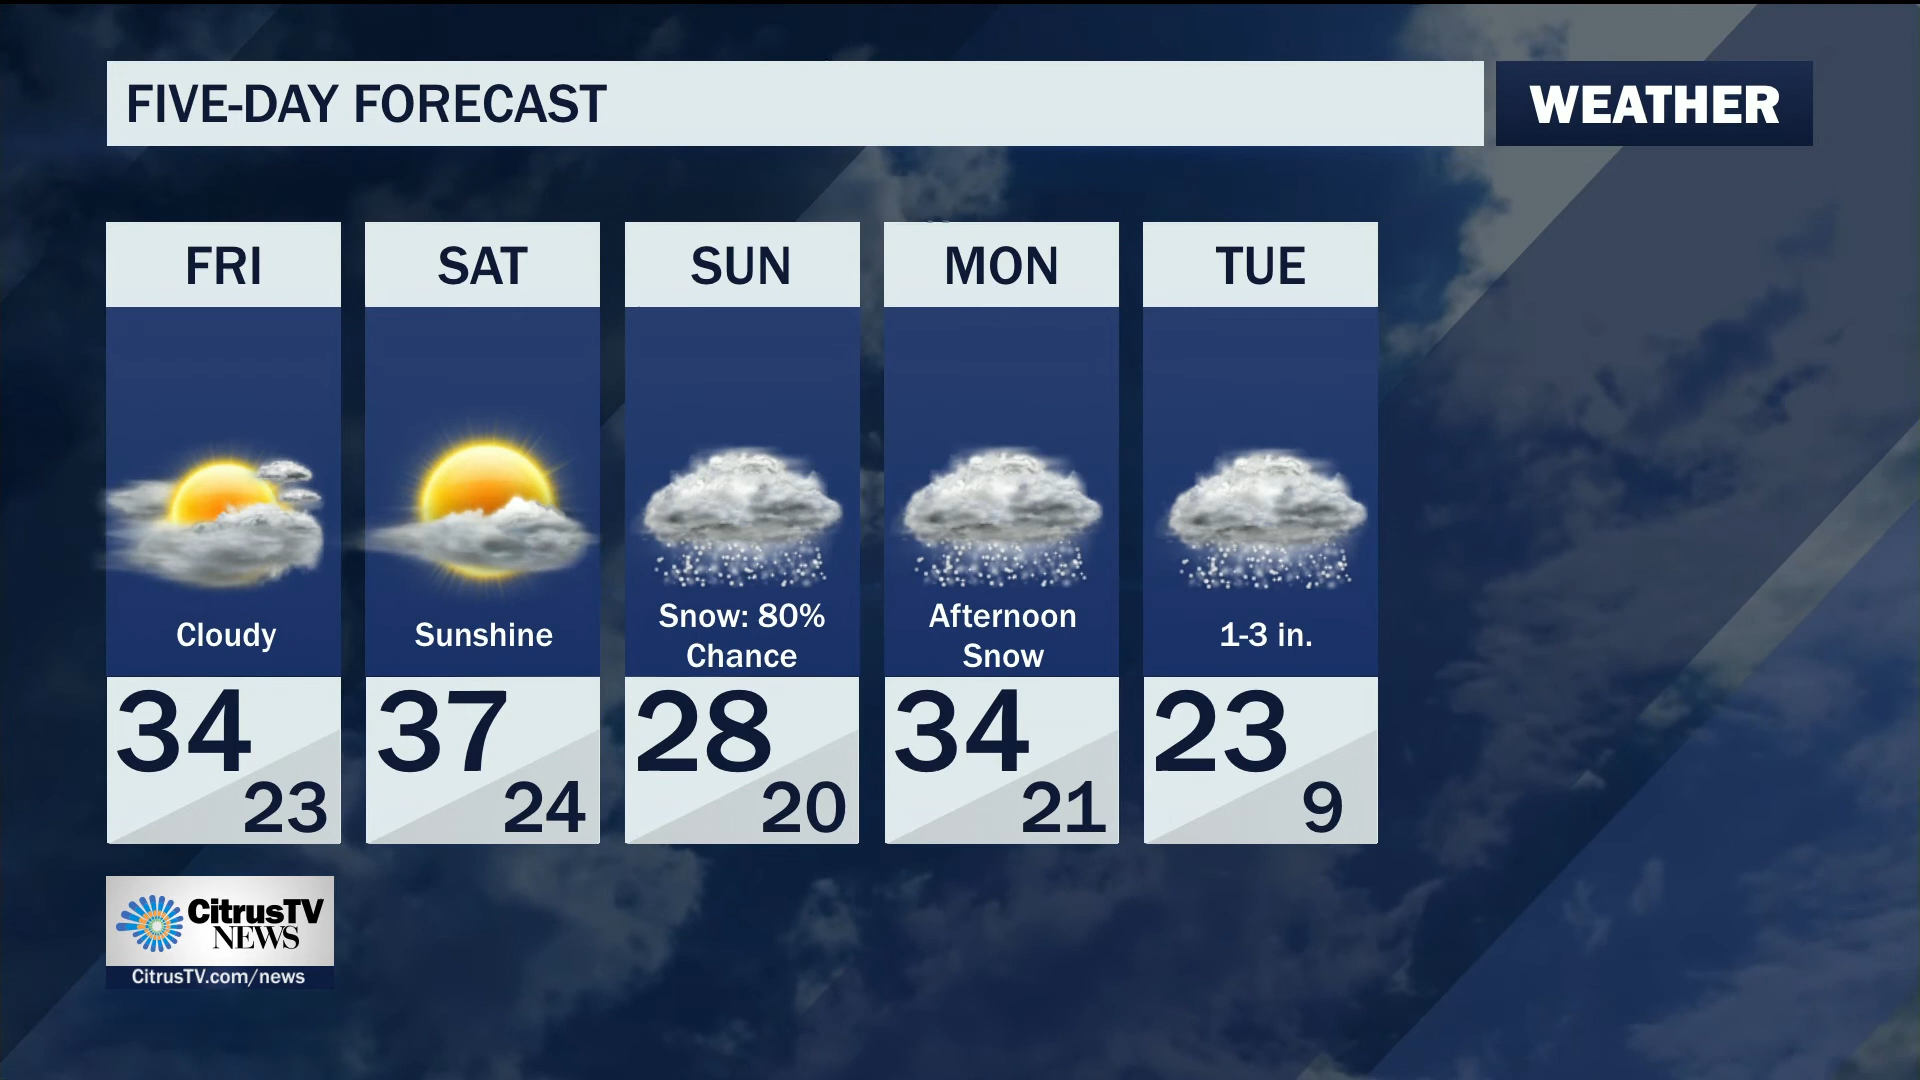 FIVE-DAY FORECAST
WEATHER
FRI
SAT
SUN
MON
TUE
Cloudy
Sunshine
Snow: 80%
Chance
Afternoon
Snow
1-3 in.
34
23
37
24
28
20
34
21
23
9
CitrusTV
NEWS
CitrusTV.com/news